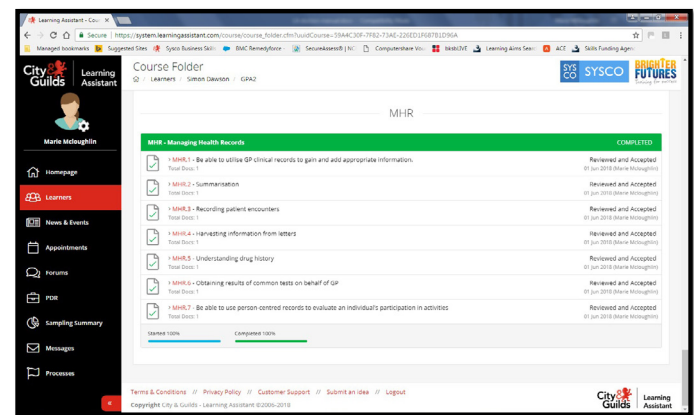 Learning Assistant - Cour
Secure | https://system.learningassistant.com/course/course_folder.cfm?uuidCourse=
Managed bookmarks Suggested Sites Sysco Business Skills BMC Remedyforce - SecureAssess® | NC Computershare Vou bksbLIVE Learning Aims Searc ACE Skills Funding Agen
City & Guilds Learning Assistant
Course Folder
/ Learners / Simon Dawson / GPA2
SYSCO SYSCO BRIGHTER FUTURES
Marie Mcloughlin
Homepage
Learners
News & Events
Appointments
Forums
PDR
Sampling Summary
Messages
Processes
«
MHR
MHR - Managing Health Records COMPLETED
> MHR.1 - Be able to utilise GP clinical records to gain and add appropriate information. Reviewed and Accepted
Total Docs: 1 01 Jun 2018 (Marie Mcloughlin)
> MHR.2 - Summarisation Reviewed and Accepted
Total Docs: 1 01 Jun 2018 (Marie Mcloughlin)
> MHR.3 - Recording patient encounters Reviewed and Accepted
Total Docs: 1 01 Jun 2018 (Marie Mcloughlin)
> MHR.4 - Harvesting information from letters Reviewed and Accepted
Total Docs: 1 01 Jun 2018 (Marie Mcloughlin)
> MHR.5 - Understanding drug history Reviewed and Accepted
Total Docs: 1 01 Jun 2018 (Marie Mcloughlin)
> MHR.6 - Obtaining results of common tests on behalf of GP Reviewed and Accepted
Total Docs: 1 01 Jun 2018 (Marie Mcloughlin)
> MHR.7 - Be able to use person-centred records to evaluate an individual's participation in activities Reviewed and Accepted
Total Docs: 1 01 Jun 2018 (Marie Mcloughlin)
Started 100% Completed 100%
Terms & Conditions // Privacy Policy // Customer Support // Submit an idea // Logout
Copyright City & Guilds - Learning Assistant ©2006-2018
City & Guilds Learning Assistant